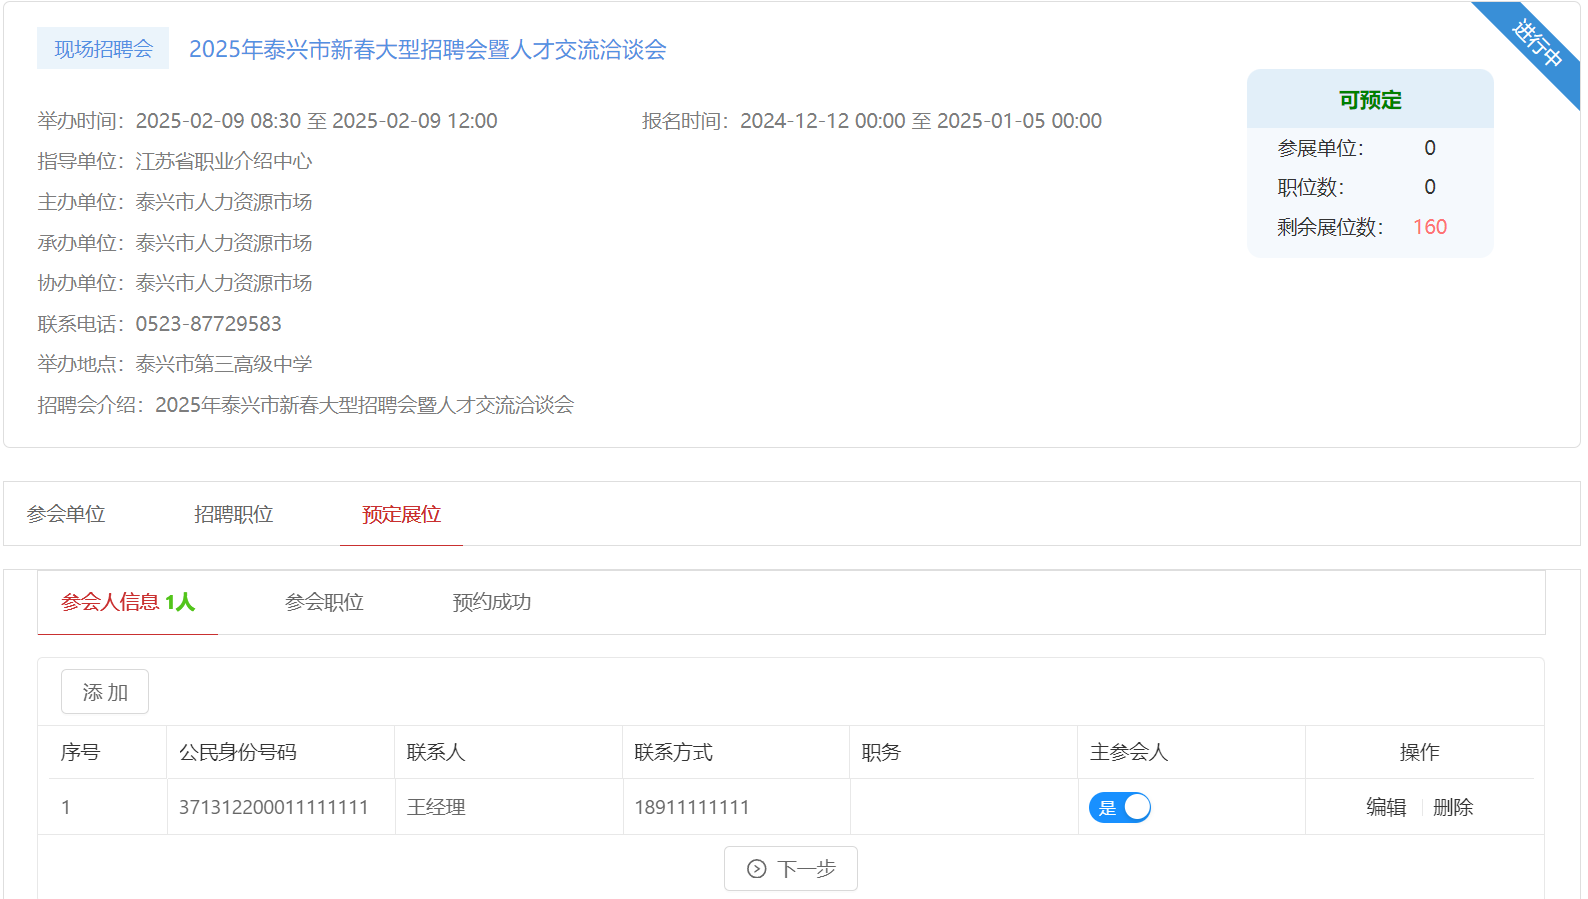 现场招聘会 2025年泰兴市新春大型招聘会暨人才交流洽谈会
进行中
可预定
参展单位： 0
职位数： 0
剩余展位数： 160
举办时间：2025-02-09 08:30 至 2025-02-09 12:00 报名时间：2024-12-12 00:00 至 2025-01-05 00:00
指导单位：江苏省职业介绍中心
主办单位：泰兴市人力资源市场
承办单位：泰兴市人力资源市场
协办单位：泰兴市人力资源市场
联系电话：0523-87729583
举办地点：泰兴市第三高级中学
招聘会介绍：2025年泰兴市新春大型招聘会暨人才交流洽谈会
参会单位 招聘职位 预定展位
参会人信息 1人 参会职位 预约成功
添 加
序号 公民身份号码 联系人 联系方式 职务 主参会人 操作
1 371312200011111111 王经理 18911111111 是 编辑 删除
下一步